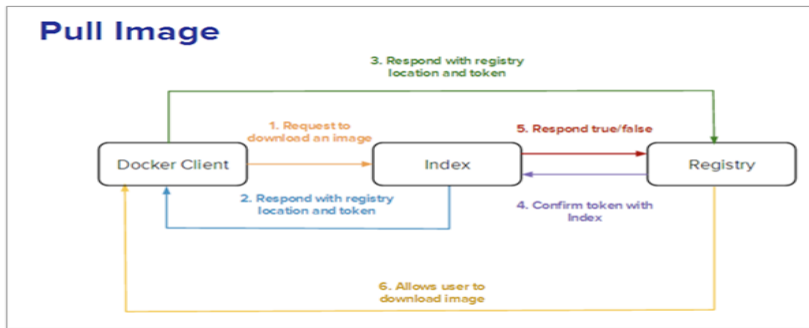 Pull Image
3. Respond with registry
location and token
1. Request to
download an image
5. Respond true/false
Docker Client
Index
Registry
2. Respond with registry
location and token
4. Confirm token with
Index
6. Allows user to
download image